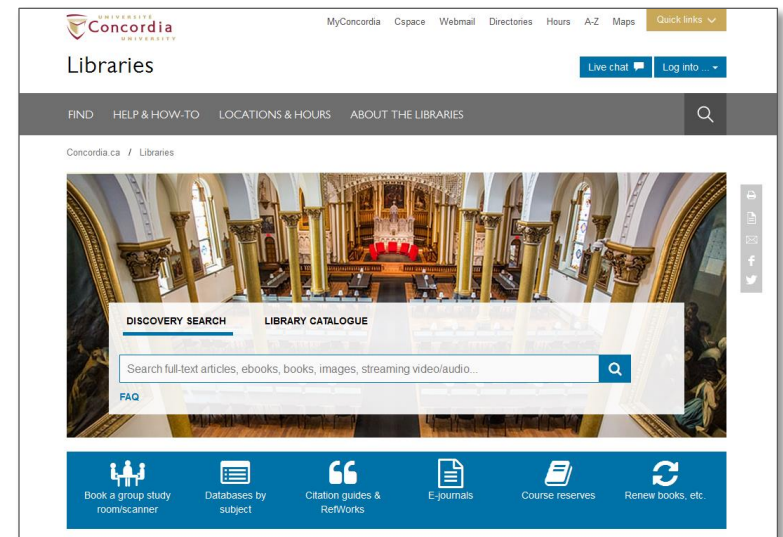 UNIVERSITÉ
Concordia
UNIVERSITY
MyConcordia Cspace Webmail Directories Hours A-Z Maps Quick links
Libraries
Live chat Log into ...
FIND HELP & HOW-TO LOCATIONS & HOURS ABOUT THE LIBRARIES
Concordia.ca / Libraries
DISCOVERY SEARCH LIBRARY CATALOGUE
Search full-text articles, ebooks, books, images, streaming video/audio...
FAQ
Book a group study room/scanner
Databases by subject
Citation guides & RefWorks
E-journals
Course reserves
Renew books, etc.